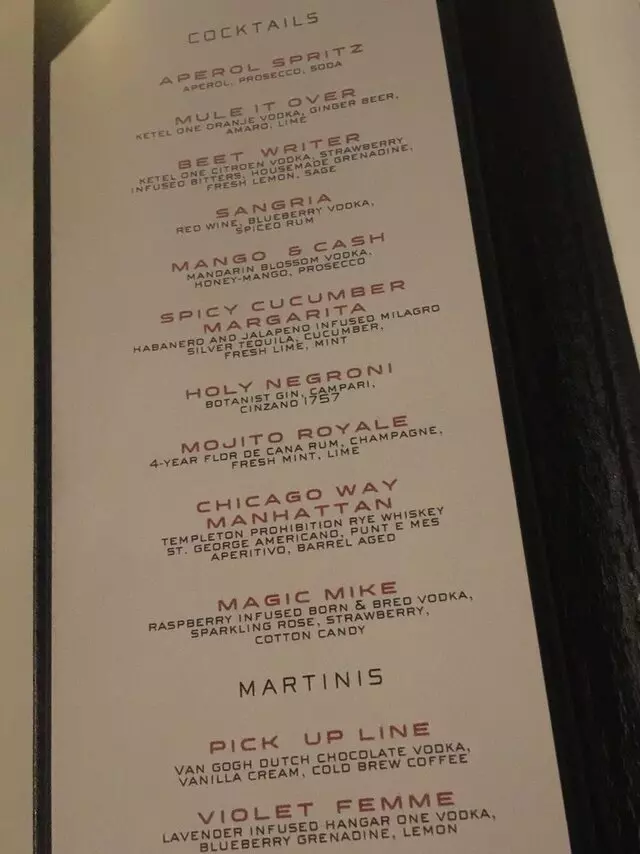 COCKTAILS
APEROL SPRITZ
APEROL, PROSECCO, SODA
MULE IT OVER
KETEL ONE ORANJE VODKA, GINGER BEER,
AMARO, LIME
BEET WRITER
KETEL ONE CITROEN VODKA, STRAWBERRY
INFUSED BITTERS, HOUSEMADE GRENADINE,
FRESH LEMON, SAGE
SANGRIA
RED WINE, BLUEBERRY VODKA,
SPICED RUM
MANGO & CASH
MANDARIN BLOSSOM VODKA,
HONEY-MANGO, PROSECCO
SPICY CUCUMBER
MARGARITA
HABANERO AND JALAPENO INFUSED MILAGRO
SILVER TEQUILA, CUCUMBER,
FRESH LIME, MINT
HOLY NEGRONI
BOTANIST GIN, CAMPARI,
CINZANO 1757
MOJITO ROYALE
4-YEAR FLOR DE CANA RUM, CHAMPAGNE,
FRESH MINT, LIME
CHICAGO WAY
MANHATTAN
TEMPLETON PROHIBITION RYE WHISKEY
ST. GEORGE AMERICANO, PUNT E MES
APERITIVO, BARREL AGED
MAGIC MIKE
RASPBERRY INFUSED BORN & BRED VODKA,
SPARKLING ROSE, STRAWBERRY,
COTTON CANDY
MARTINIS
PICK UP LINE
VAN GOGH DUTCH CHOCOLATE VODKA,
VANILLA CREAM, COLD BREW COFFEE
VIOLET FEMME
LAVENDER INFUSED HANGAR ONE VODKA,
BLUEBERRY GRENADINE, LEMON